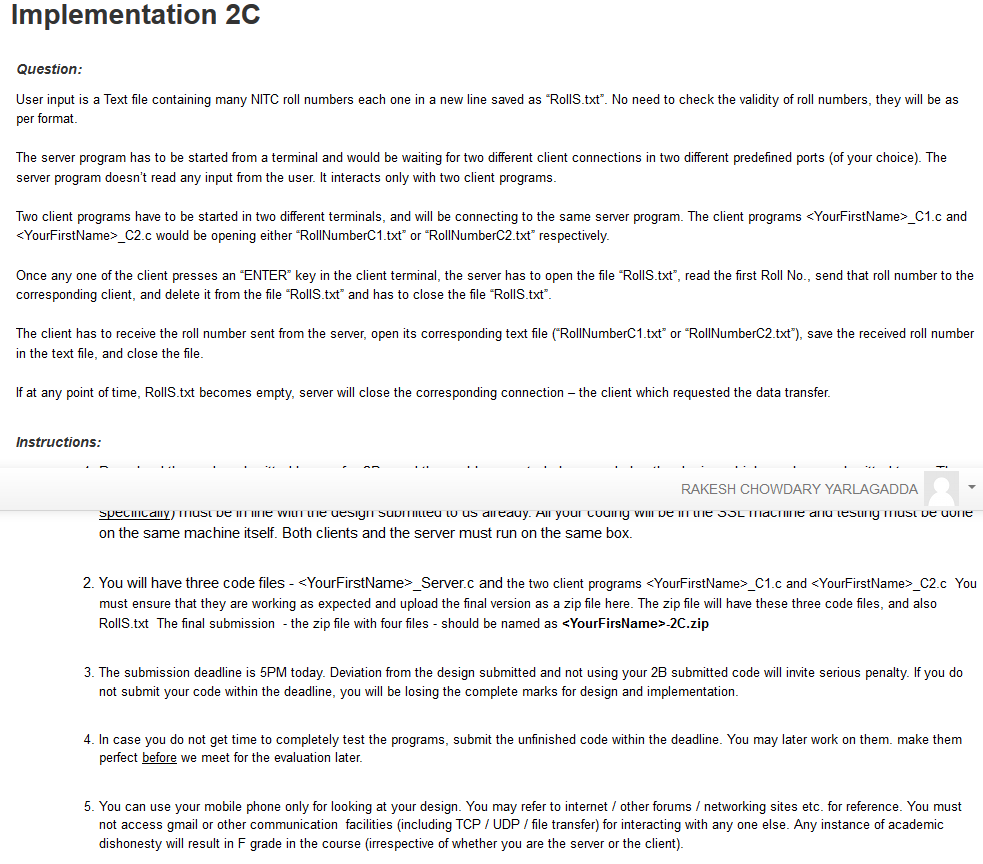 Implementation 2C
Question:
User input is a Text file containing many NITC roll numbers each one in a new line saved as “RollS.txt”. No need to check the validity of roll numbers, they will be as
per format.
The server program has to be started from a terminal and would be waiting for two different client connections in two different predefined ports (of your choice). The
server program doesn’t read any input from the user. It interacts only with two client programs.
Two client programs have to be started in two different terminals, and will be connecting to the same server program. The client programs <YourFirstName>_C1.c and
<YourFirstName>_C2.c would be opening either “RollNumberC1.txt” or “RollNumberC2.txt” respectively.
Once any one of the client presses an “ENTER” key in the client terminal, the server has to open the file “RollS.txt”, read the first Roll No., send that roll number to the
corresponding client, and delete it from the file “RollS.txt” and has to close the file “RollS.txt”.
The client has to receive the roll number sent from the server, open its corresponding text file (“RollNumberC1.txt” or “RollNumberC2.txt”), save the received roll number
in the text file, and close the file.
If at any point of time, RollS.txt becomes empty, server will close the corresponding connection – the client which requested the data transfer.
Instructions:
RAKESH CHOWDARY YARLAGADDA
specifically) must be in line with the design submitted to us already. All your coding will be in the SSL machine and testing must be done
on the same machine itself. Both clients and the server must run on the same box.
2. You will have three code files - <YourFirstName>_Server.c and the two client programs <YourFirstName>_C1.c and <YourFirstName>_C2.c You
must ensure that they are working as expected and upload the final version as a zip file here. The zip file will have these three code files, and also
RollS.txt The final submission - the zip file with four files - should be named as <YourFirsName>-2C.zip
3. The submission deadline is 5PM today. Deviation from the design submitted and not using your 2B submitted code will invite serious penalty. If you do
not submit your code within the deadline, you will be losing the complete marks for design and implementation.
4. In case you do not get time to completely test the programs, submit the unfinished code within the deadline. You may later work on them. make them
perfect before we meet for the evaluation later.
5. You can use your mobile phone only for looking at your design. You may refer to internet / other forums / networking sites etc. for reference. You must
not access gmail or other communication facilities (including TCP / UDP / file transfer) for interacting with any one else. Any instance of academic
dishonesty will result in F grade in the course (irrespective of whether you are the server or the client).